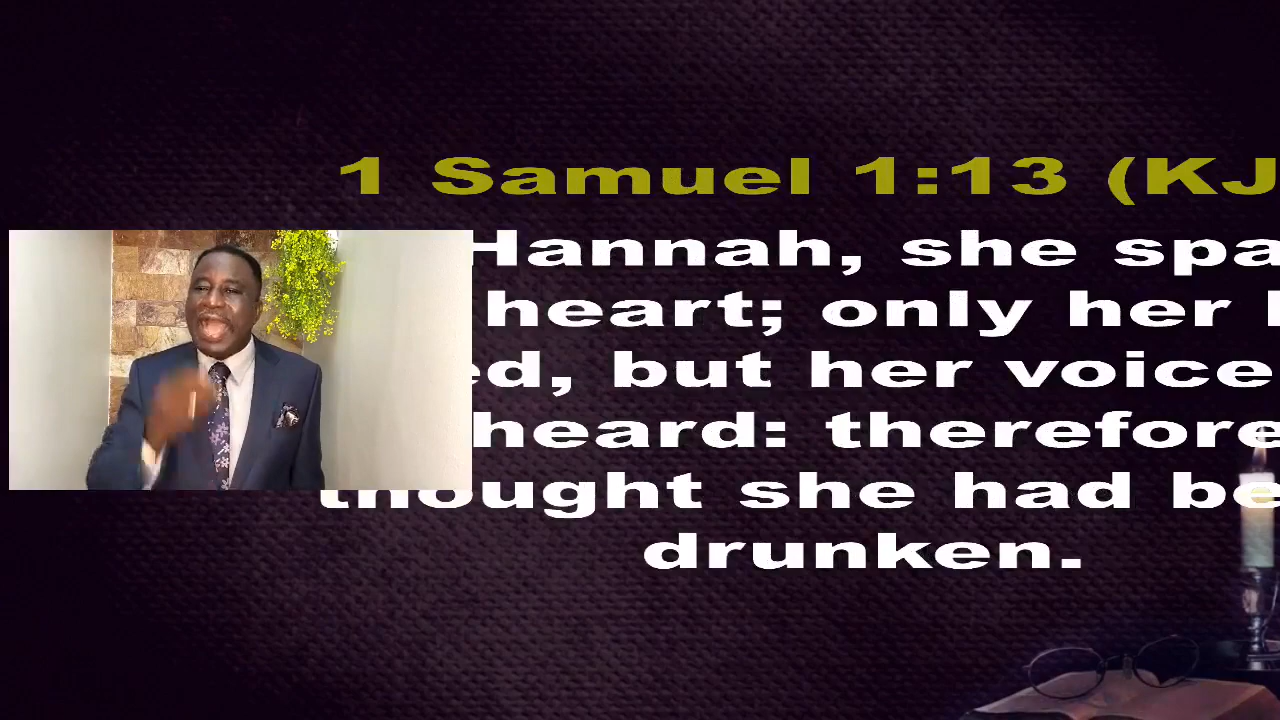 1 Samuel 1:13 (KJ
Hannah, she spa
heart; only her
ed, but her voice
heard: therefore
thought she had be
drunken.